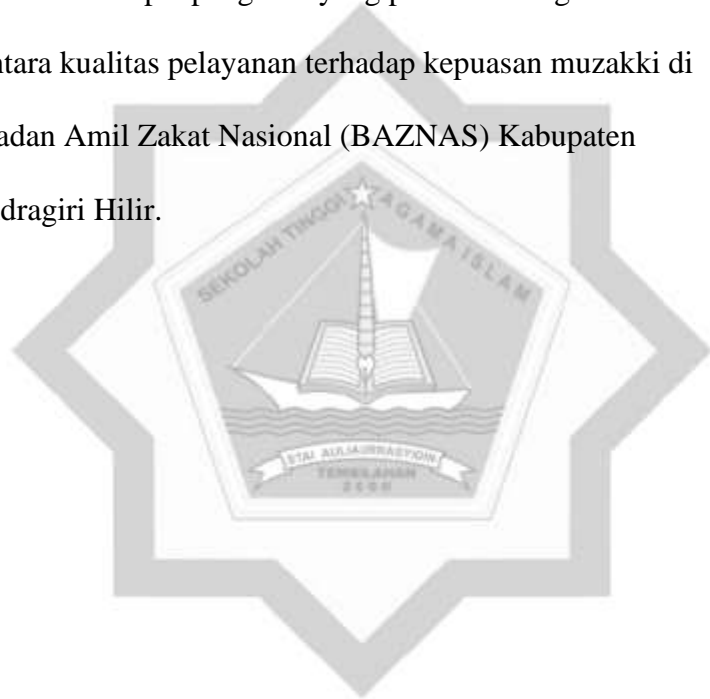 antara kualitas pelayanan terhadap kepuasan muzakki di
Badan Amil Zakat Nasional (BAZNAS) Kabupaten
dragiri Hilir.
SEKOLAH TINGGI AGAMA ISLAM
STAI AULIAURRASYIDIN
TEMBILAHAN